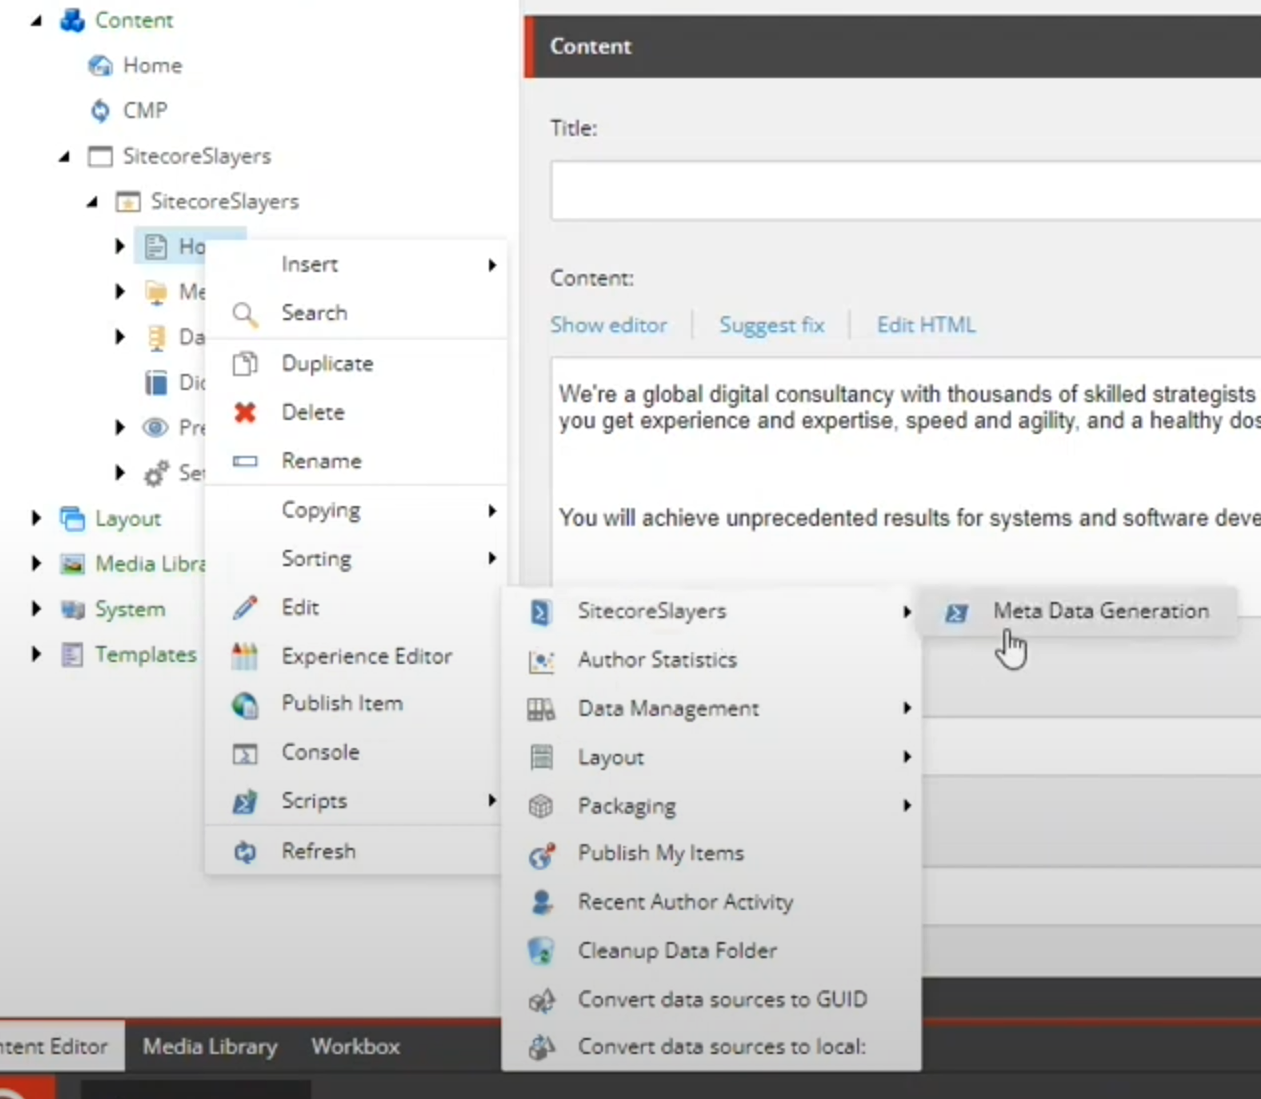 Content
Home
CMP
SitecoreSlayers
SitecoreSlayers
Ho
Me
Da
Dic
Pre
Set
Layout
Media Libra
System
Templates
Insert
Search
Duplicate
Delete
Rename
Copying
Sorting
Edit
Experience Editor
Publish Item
Console
Scripts
Refresh
SitecoreSlayers
Author Statistics
Data Management
Layout
Packaging
Publish My Items
Recent Author Activity
Cleanup Data Folder
Convert data sources to GUID
Convert data sources to local:
Meta Data Generation
Content
Title:
Content:
Show editor
Suggest fix
Edit HTML
We're a global digital consultancy with thousands of skilled strategists
you get experience and expertise, speed and agility, and a healthy dos
You will achieve unprecedented results for systems and software deve
ntent Editor
Media Library
Workbox